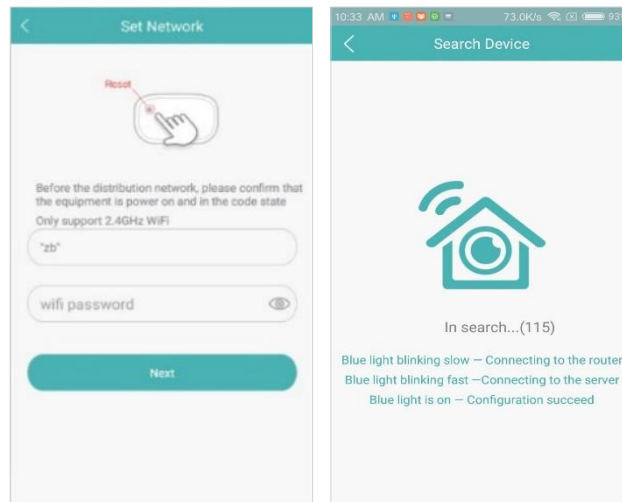 Set Network
Reset
Before the distribution network, please confirm that
the equipment is power on and in the code state
Only support 2.4GHz WiFi
"zb"
wifi password
Next
10:33 AM
73.0K/s
93%
Search Device
In search...(115)
Blue light blinking slow — Connecting to the router
Blue light blinking fast —Connecting to the server
Blue light is on — Configuration succeed